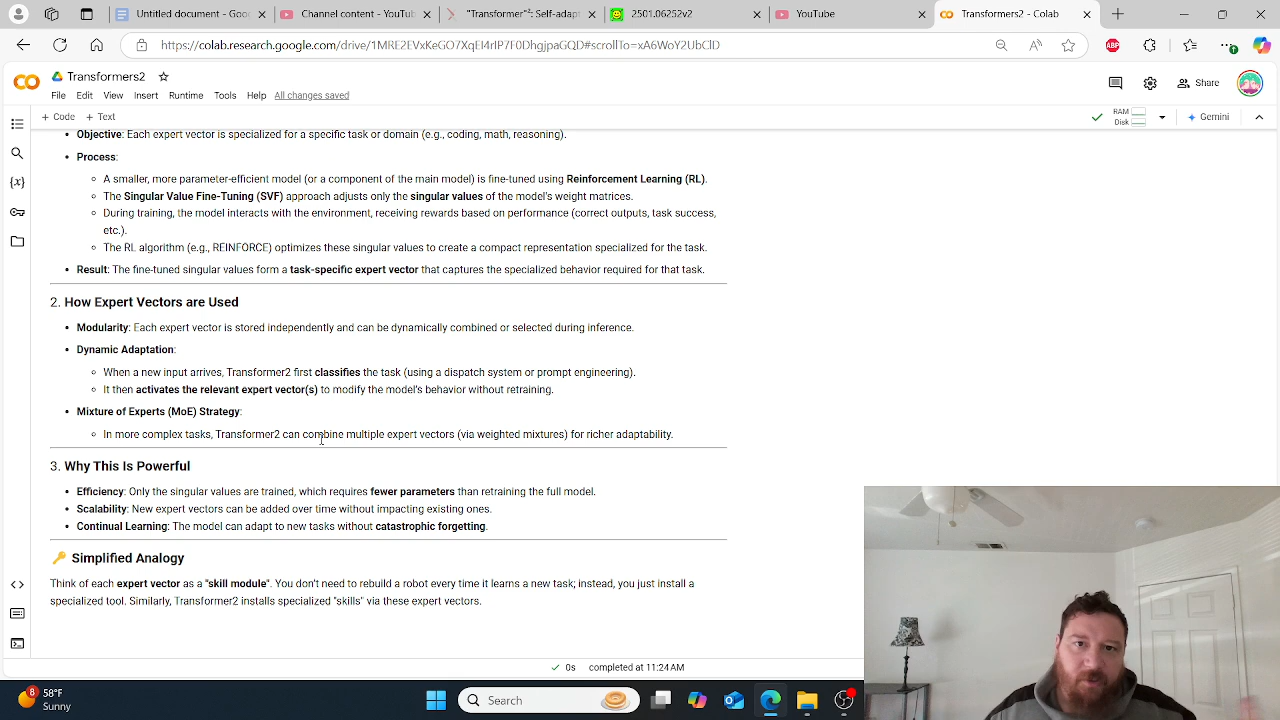 Untitled - Goo
Camel - YouTub
"Transformer²: Self-adapt
2501.06252v2
YouTube
Transformers2 - Colab
Transformers2
File Edit View Insert Runtime Tools Help All changes saved
Share
+ Code + Text
RAM
Disk
Gemini
Objective: Each expert vector is specialized for a specific task or domain (e.g., coding, math, reasoning).
Process:
A smaller, more parameter-efficient model (or a component of the main model) is fine-tuned using Reinforcement Learning (RL).
The Singular Value Fine-Tuning (SVF) approach adjusts only the singular values of the model's weight matrices.
During training, the model interacts with the environment, receiving rewards based on performance (correct outputs, task success,
etc.).
The RL algorithm (e.g., REINFORCE) optimizes these singular values to create a compact representation specialized for the task.
Result: The fine-tuned singular values form a task-specific expert vector that captures the specialized behavior required for that task.
2. How Expert Vectors are Used
Modularity: Each expert vector is stored independently and can be dynamically combined or selected during inference.
Dynamic Adaptation:
When a new input arrives, Transformer2 first classifies the task (using a dispatch system or prompt engineering).
It then activates the relevant expert vector(s) to modify the model's behavior without retraining.
Mixture of Experts (MoE) Strategy:
In more complex tasks, Transformer2 can combine multiple expert vectors (via weighted mixtures) for richer adaptability.
3. Why This Is Powerful
Efficiency: Only the singular values are trained, which requires fewer parameters than retraining the full model.
Scalability: New expert vectors can be added over time without impacting existing ones.
Continual Learning: The model can adapt to new tasks without catastrophic forgetting.
🔑 Simplified Analogy
Think of each expert vector as a "skill module". You don't need to rebuild a robot every time it learns a new task; instead, you just install a
specialized tool. Similarly, Transformer2 installs specialized "skills" via these expert vectors.
0s completed at 11:24 AM
8
58°F
Sunny
Search